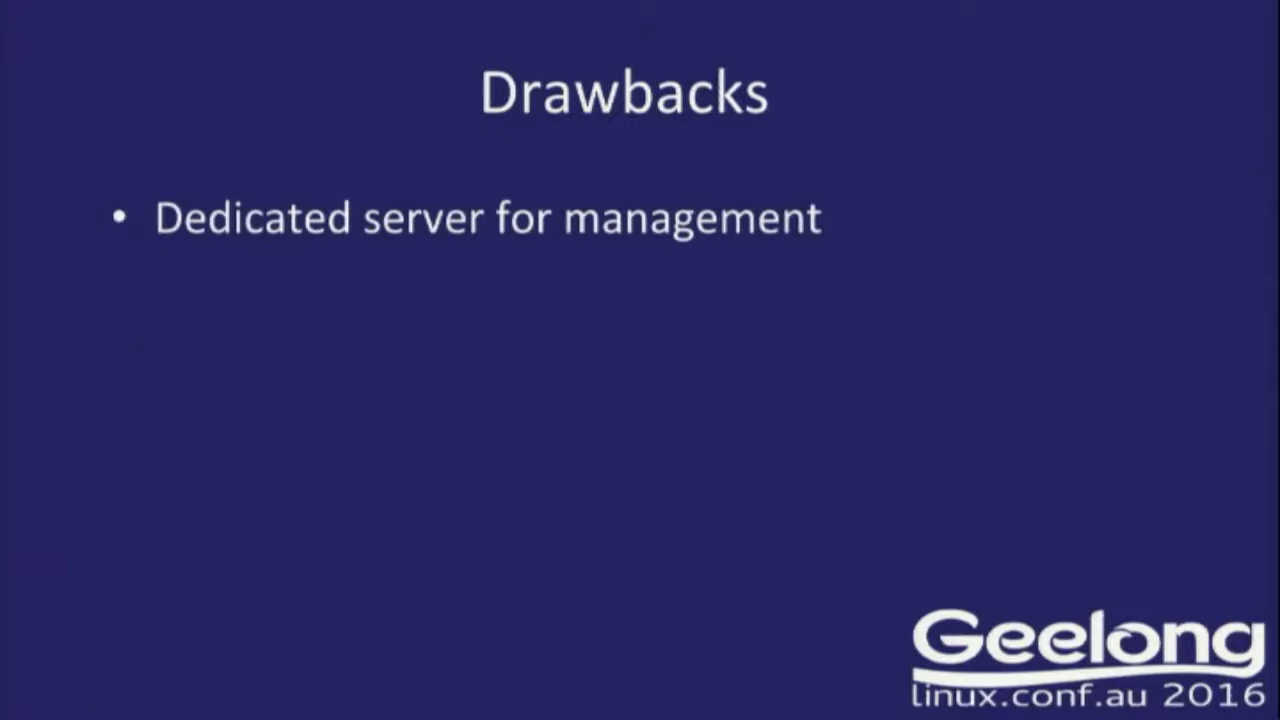 Drawbacks
• Dedicated server for management
Geelong
linux.conf.au 2016